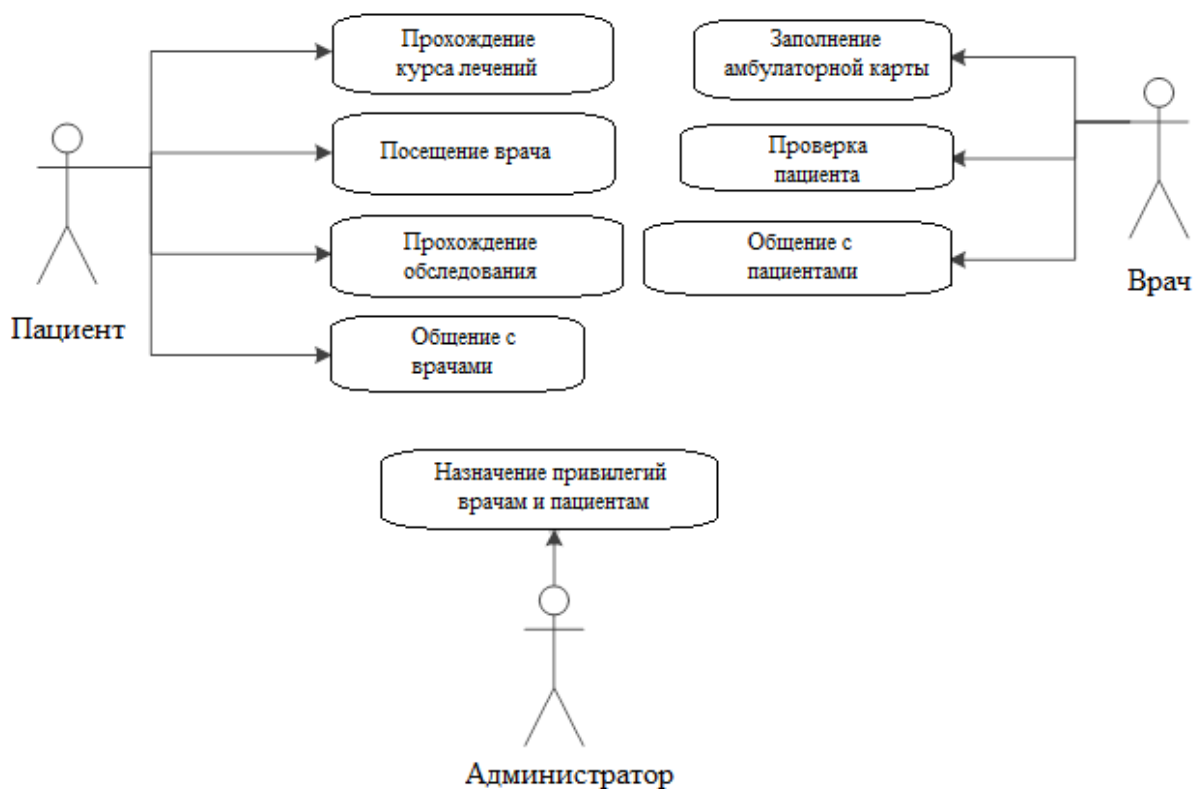 Прохождение
курса лечений
Посещение врача
Прохождение
обследования
Общение с
врачами
Пациент
Заполнение
амбулаторной карты
Проверка
пациента
Общение с
пациентами
Врач
Назначение привилегий
врачам и пациентам
Администратор